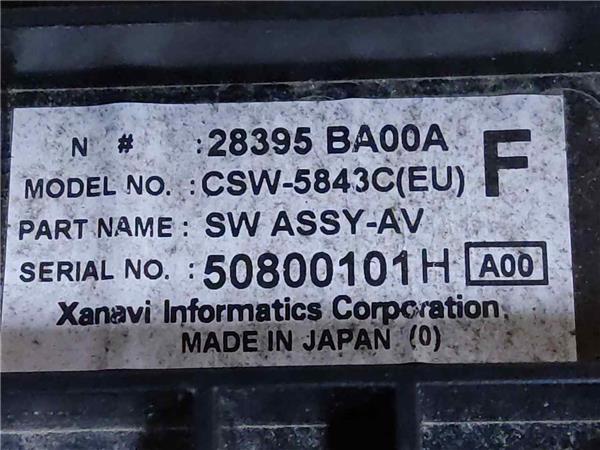 N # : 28395 BA00A F
MODEL NO. : CSW-5843C(EU)
PART NAME : SW ASSY-AV
SERIAL NO. : 50800101H A00
Xanavi Informatics Corporation.
MADE IN JAPAN (0)